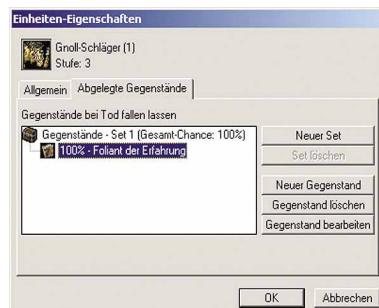 Einheiten-Eigenschaften
Gnoll-Schläger (1)
Stufe: 3
Allgemein
Abgelegte Gegenstände
Gegenstände bei Tod fallen lassen
Gegenstände - Set 1 (Gesamt-Chance: 100%)
100% - Foliant der Erfahrung
Neuer Set
Set löschen
Neuer Gegenstand
Gegenstand löschen
Gegenstand bearbeiten
OK
Abbrechen